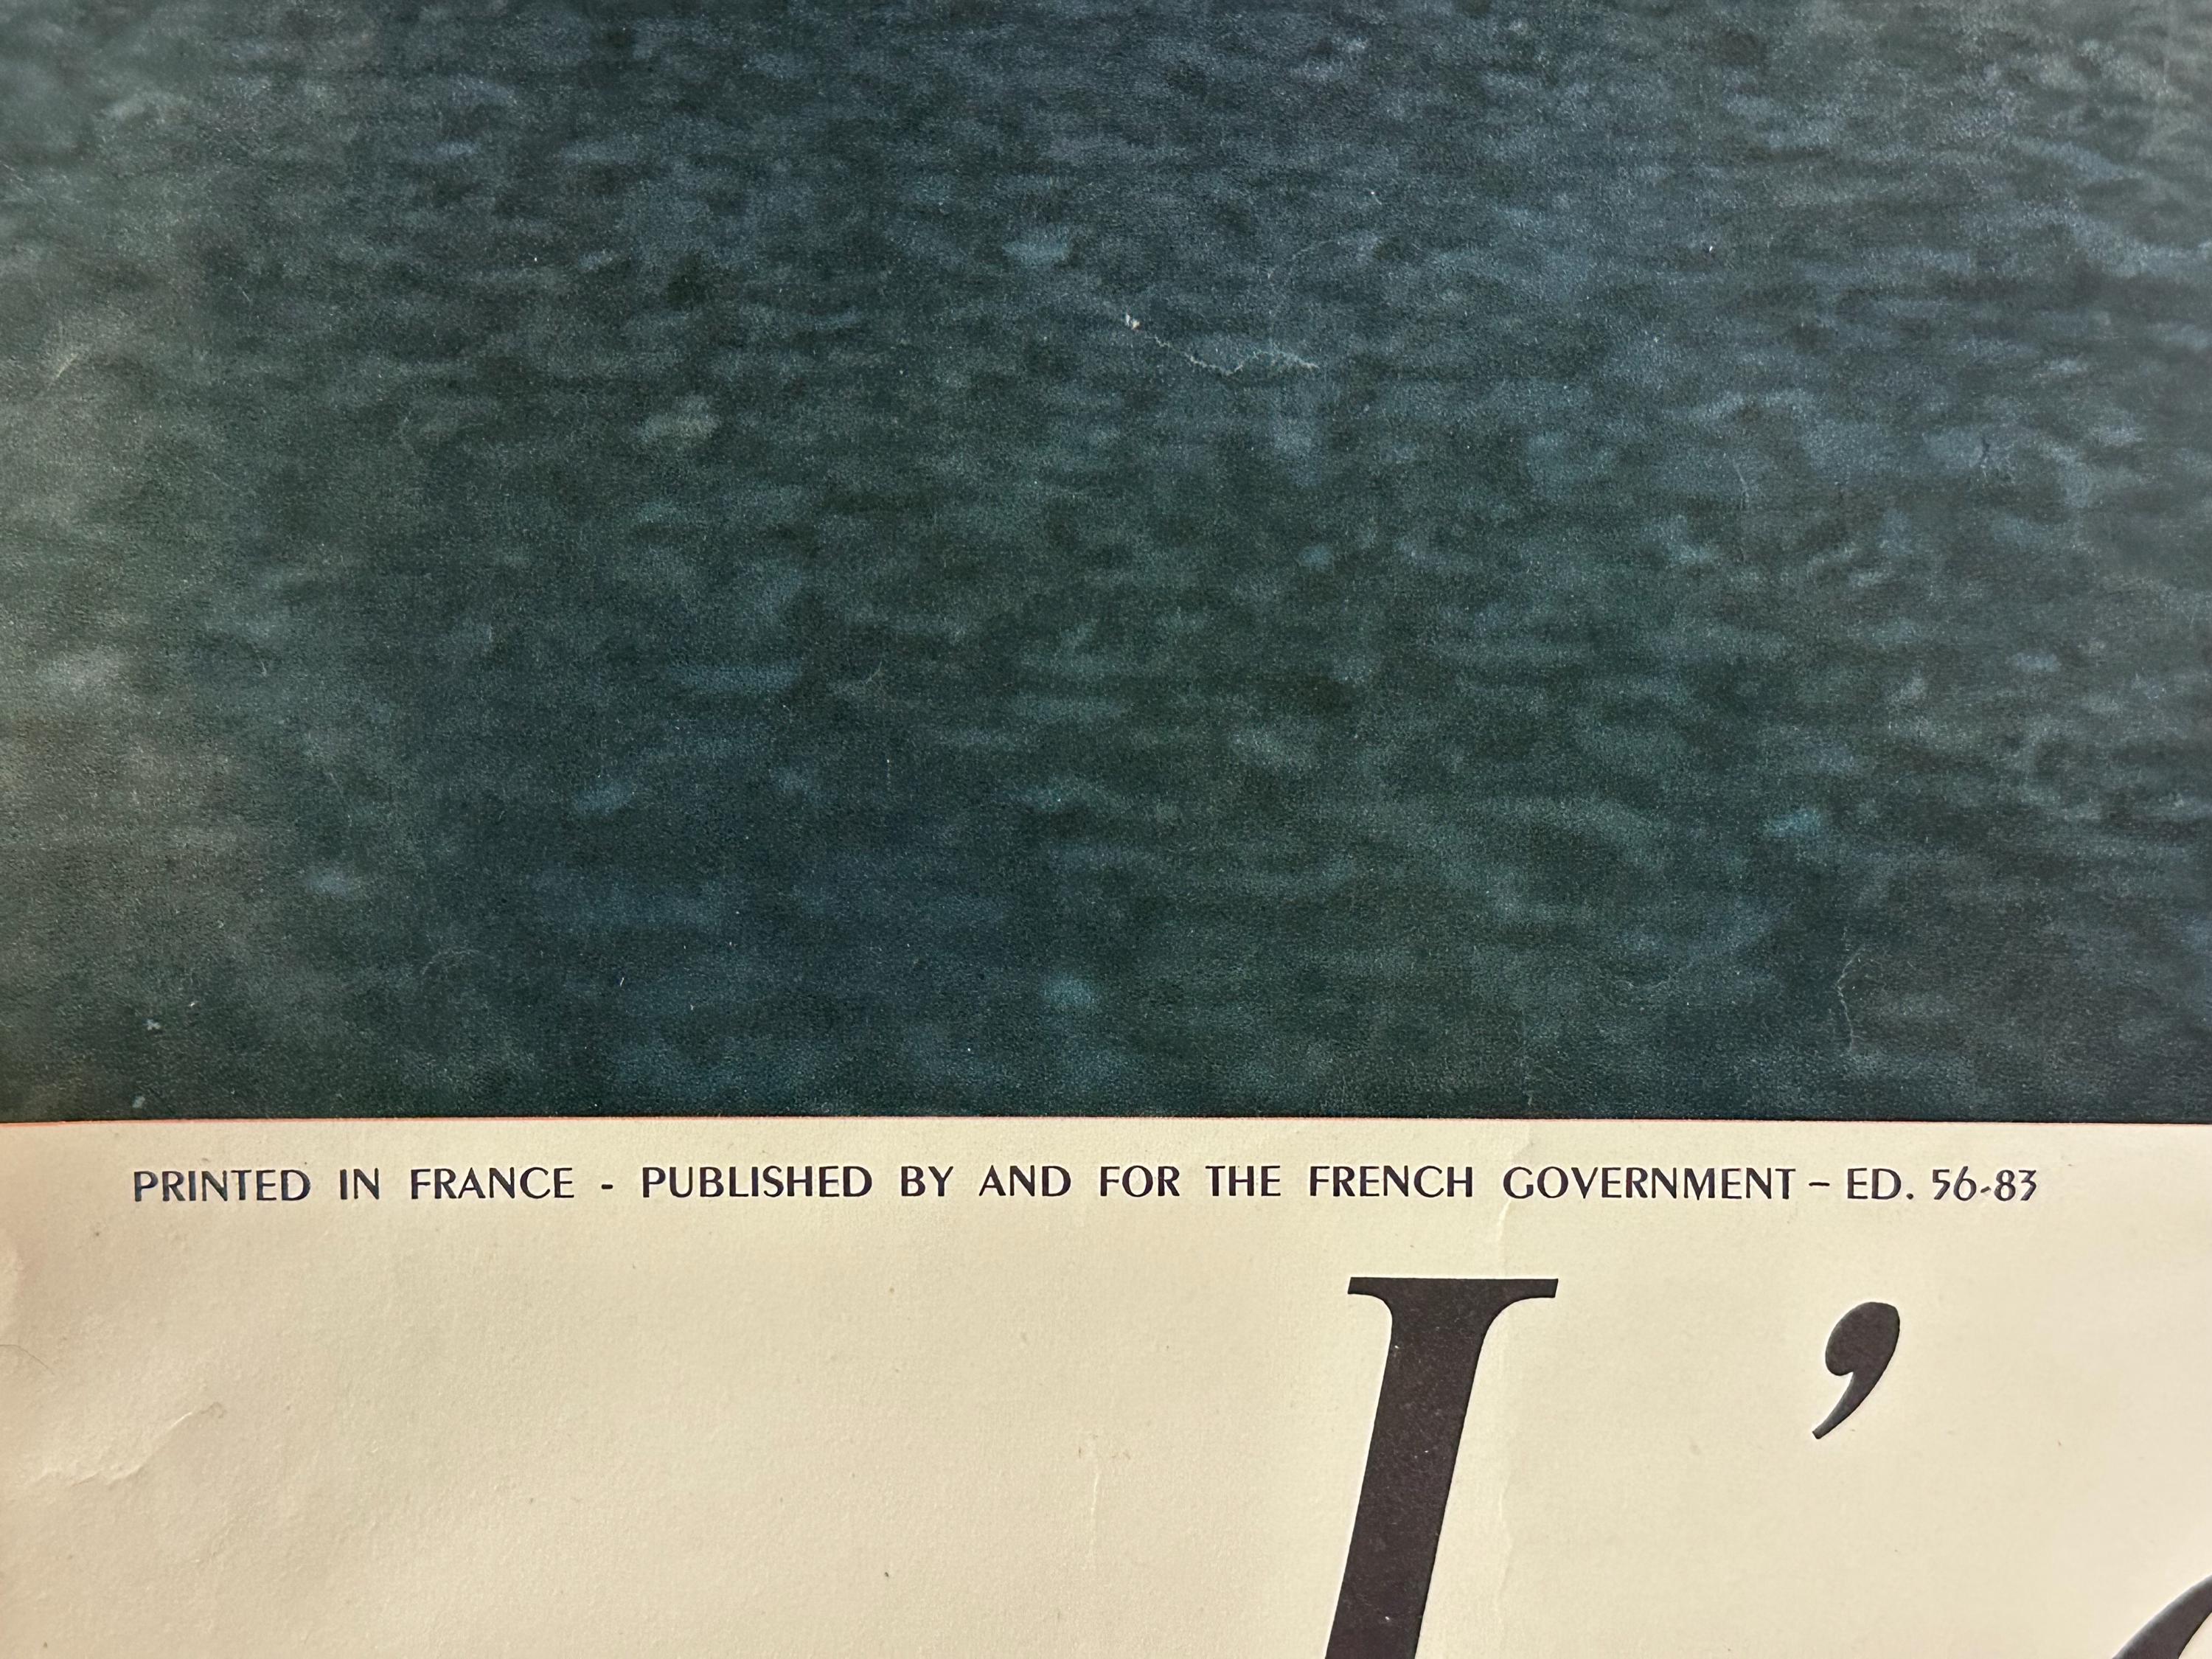 PRINTED IN FRANCE - PUBLISHED BY AND FOR THE FRENCH GOVERNMENT – ED. 56-83